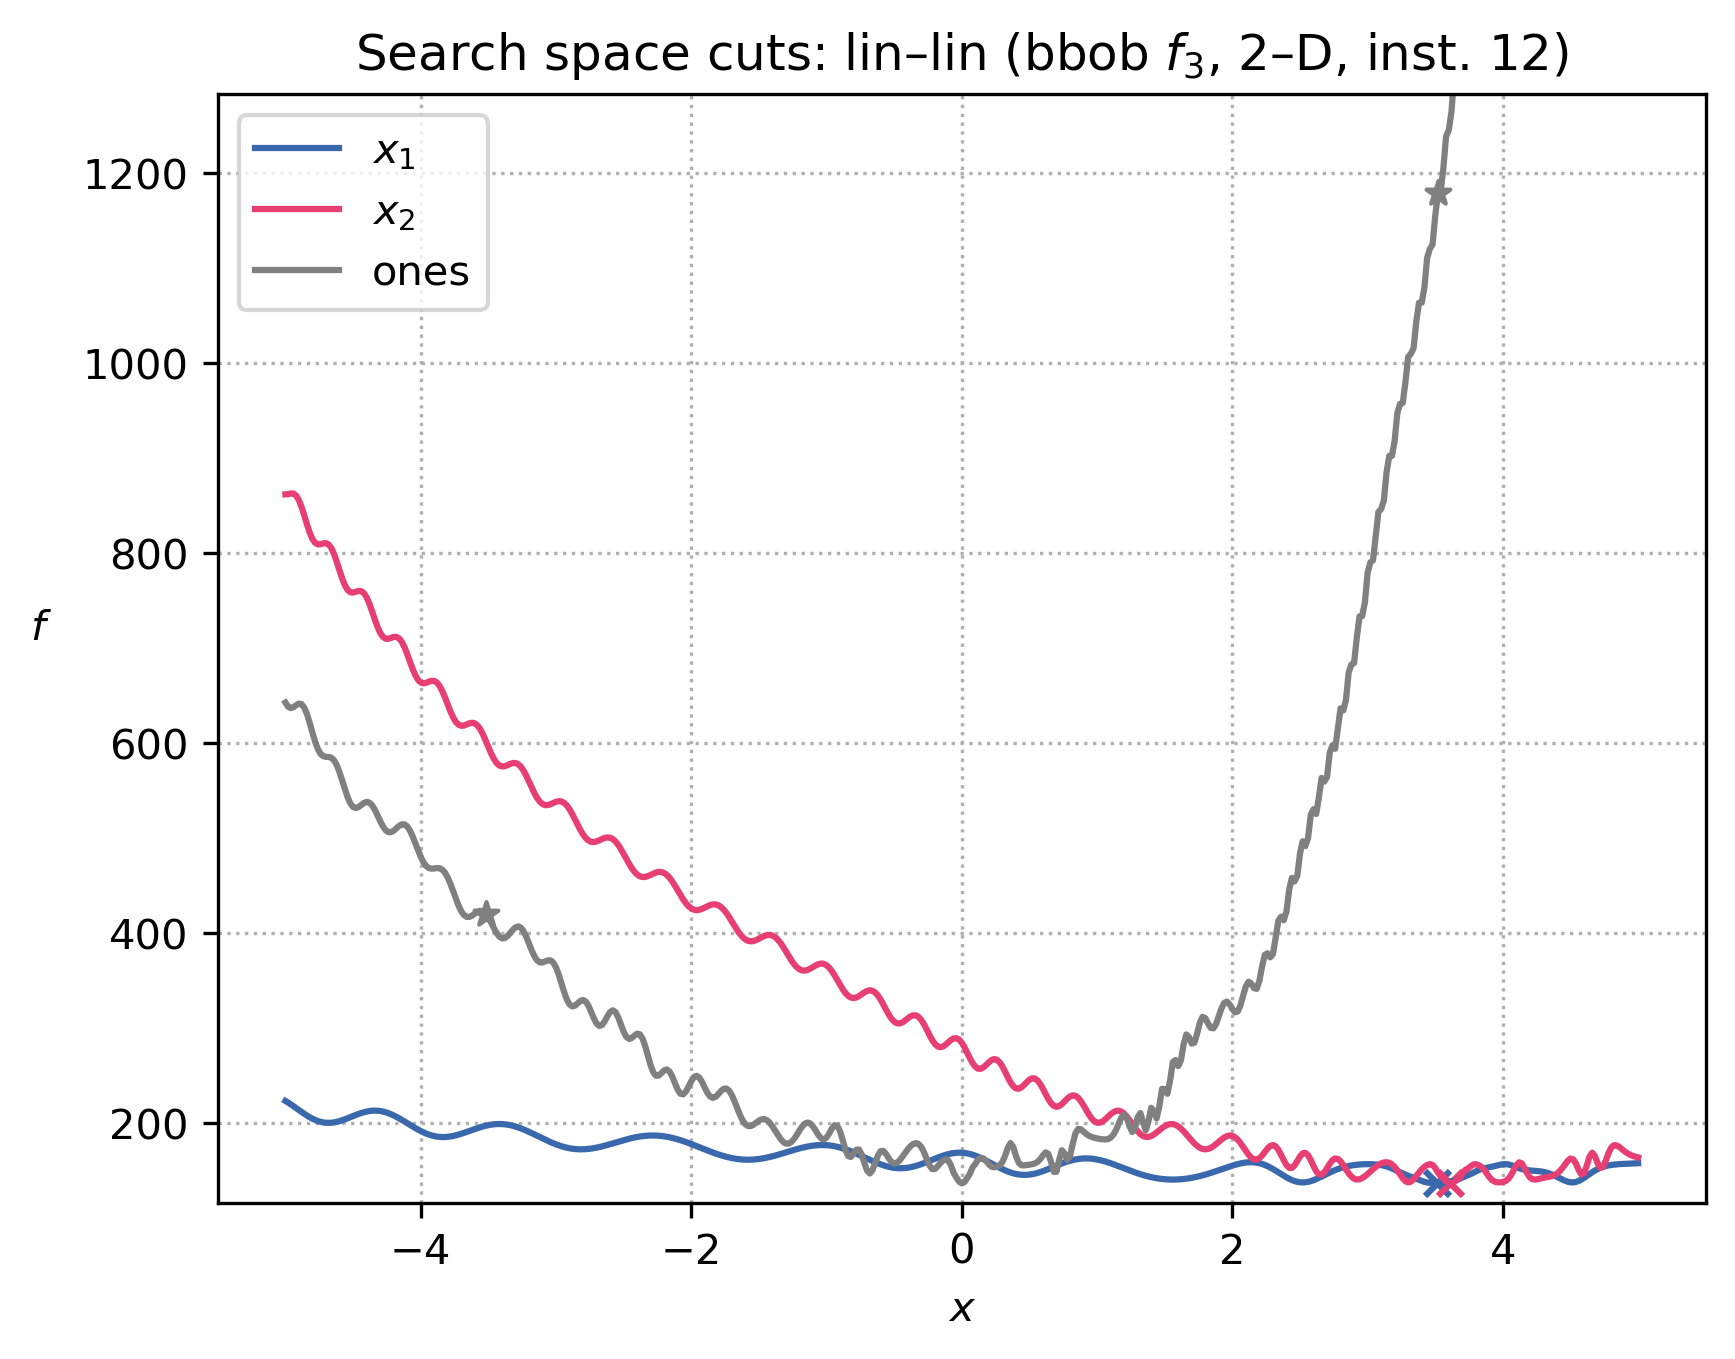 Search space cuts: lin–lin (bbob f₃, 2–D, inst. 12)
x₁
x₂
ones
1200
1000
800
600
400
200
f
−4
−2
0
2
4
x